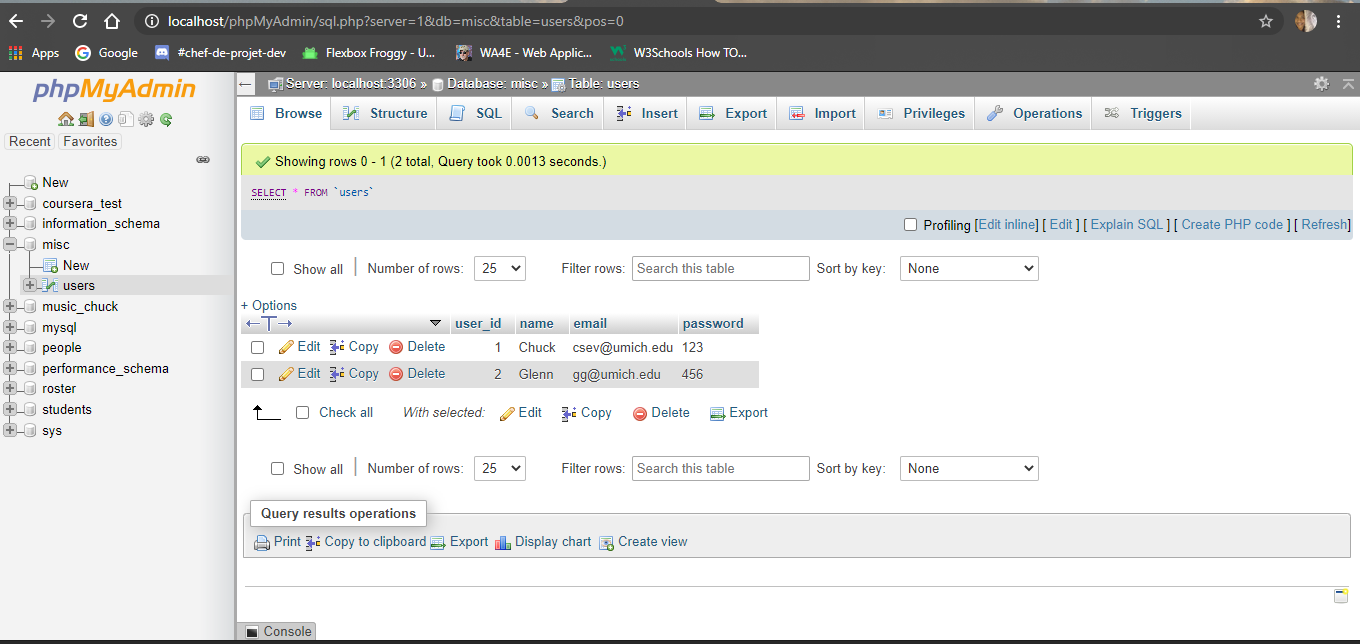 localhost/phpMyAdmin/sql.php?server=1&db=misc&table=users&pos=0
Apps Google #chef-de-projet-dev Flexbox Froggy - U... WA4E - Web Applic... W3Schools How TO...
phpMyAdmin
Recent Favorites
New
coursera_test
information_schema
misc
New
users
music_chuck
mysql
people
performance_schema
roster
students
sys
Server: localhost:3306 » Database: misc » Table: users
Browse Structure SQL Search Insert Export Import Privileges Operations Triggers
Showing rows 0 - 1 (2 total, Query took 0.0013 seconds.)
SELECT * FROM `users`
Profiling [Edit inline] [ Edit ] [ Explain SQL ] [ Create PHP code ] [ Refresh]
Show all Number of rows: 25 Filter rows: Search this table Sort by key: None
+ Options
←T→ user_id name email password
Edit Copy Delete 1 Chuck csev@umich.edu 123
Edit Copy Delete 2 Glenn gg@umich.edu 456
Check all With selected: Edit Copy Delete Export
Show all Number of rows: 25 Filter rows: Search this table Sort by key: None
Query results operations
Print Copy to clipboard Export Display chart Create view
Console